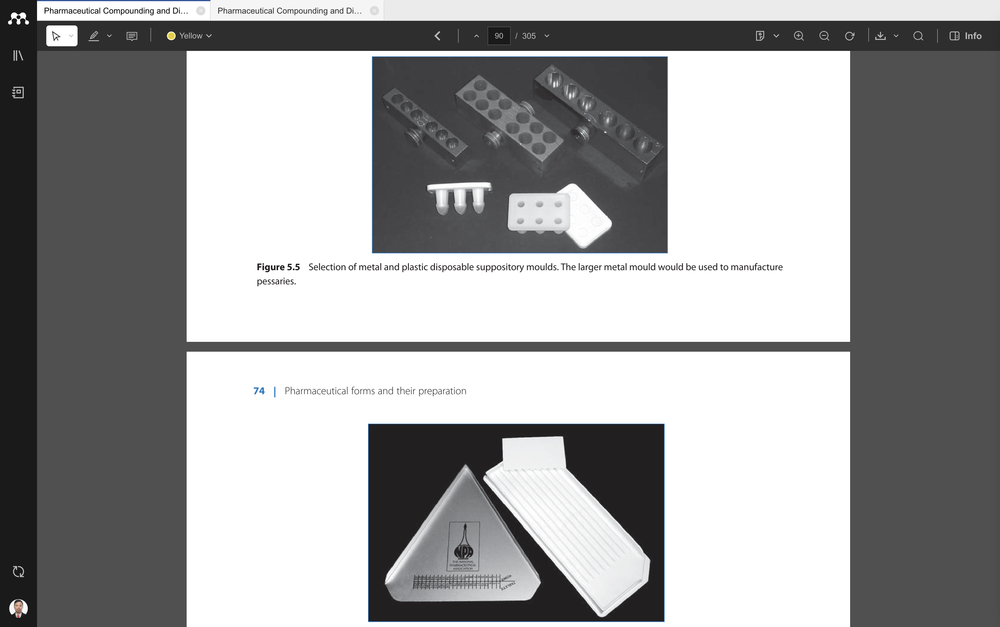 Pharmaceutical Compounding and Di...
Pharmaceutical Compounding and Di...
Yellow
90 / 305
Info
Figure 5.5 Selection of metal and plastic disposable suppository moulds. The larger metal mould would be used to manufacture
pessaries.
74 | Pharmaceutical forms and their preparation
NPA
THE NATIONAL
PHARMACEUTICAL
ASSOCIATION
ROWS
TABLETS